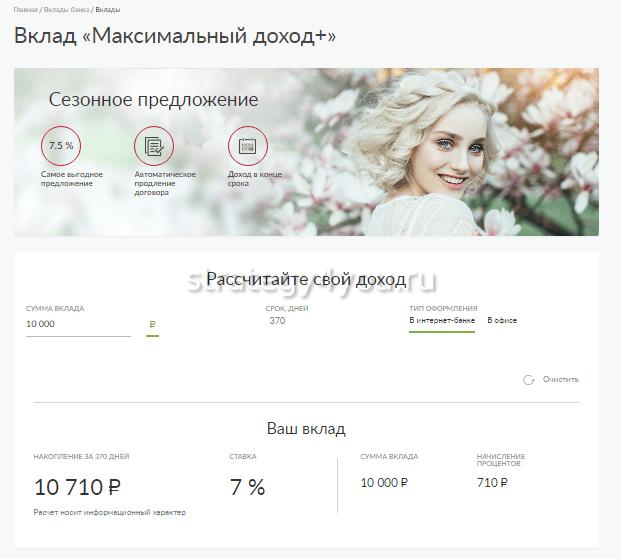 Главная / Вклады банка / Вклады
Вклад «Максимальный доход+»
Сезонное предложение
7.5 %
Самое выгодное
предложение
Автоматическое
продление
договора
Доход в конце
срока
Рассчитайте свой доход
strategy4you.ru
СУММА ВКЛАДА
СРОК, ДНЕЙ
ТИП ОФОРМЛЕНИЯ
10 000 ₽
370
В интернет-банке В офисе
Очистить
Ваш вклад
НАКОПЛЕНИЕ ЗА 370 ДНЕЙ
10 710 ₽
Расчет носит информационный характер
СТАВКА
7 %
СУММА ВКЛАДА
10 000 ₽
НАЧИСЛЕНИЕ
ПРОЦЕНТОВ
710 ₽